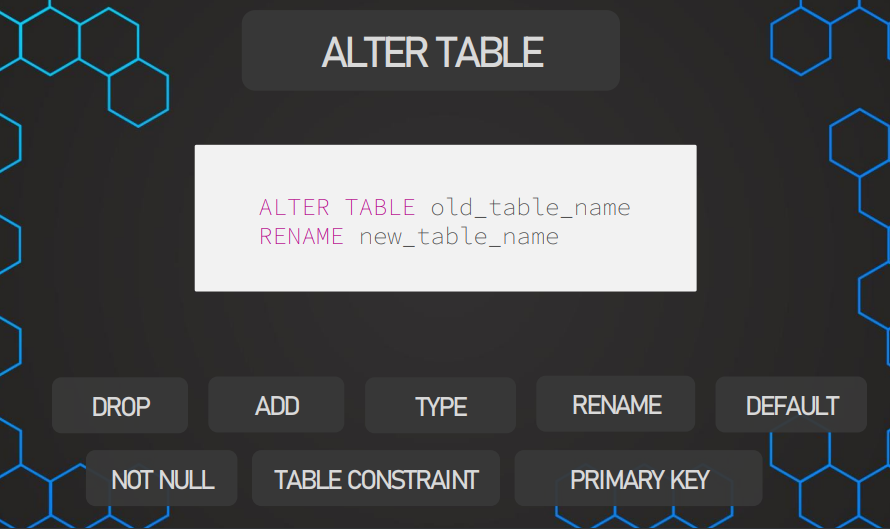 ALTER TABLE
ALTER TABLE old_table_name
RENAME new_table_name
DROP
ADD
TYPE
RENAME
DEFAULT
NOT NULL
TABLE CONSTRAINT
PRIMARY KEY